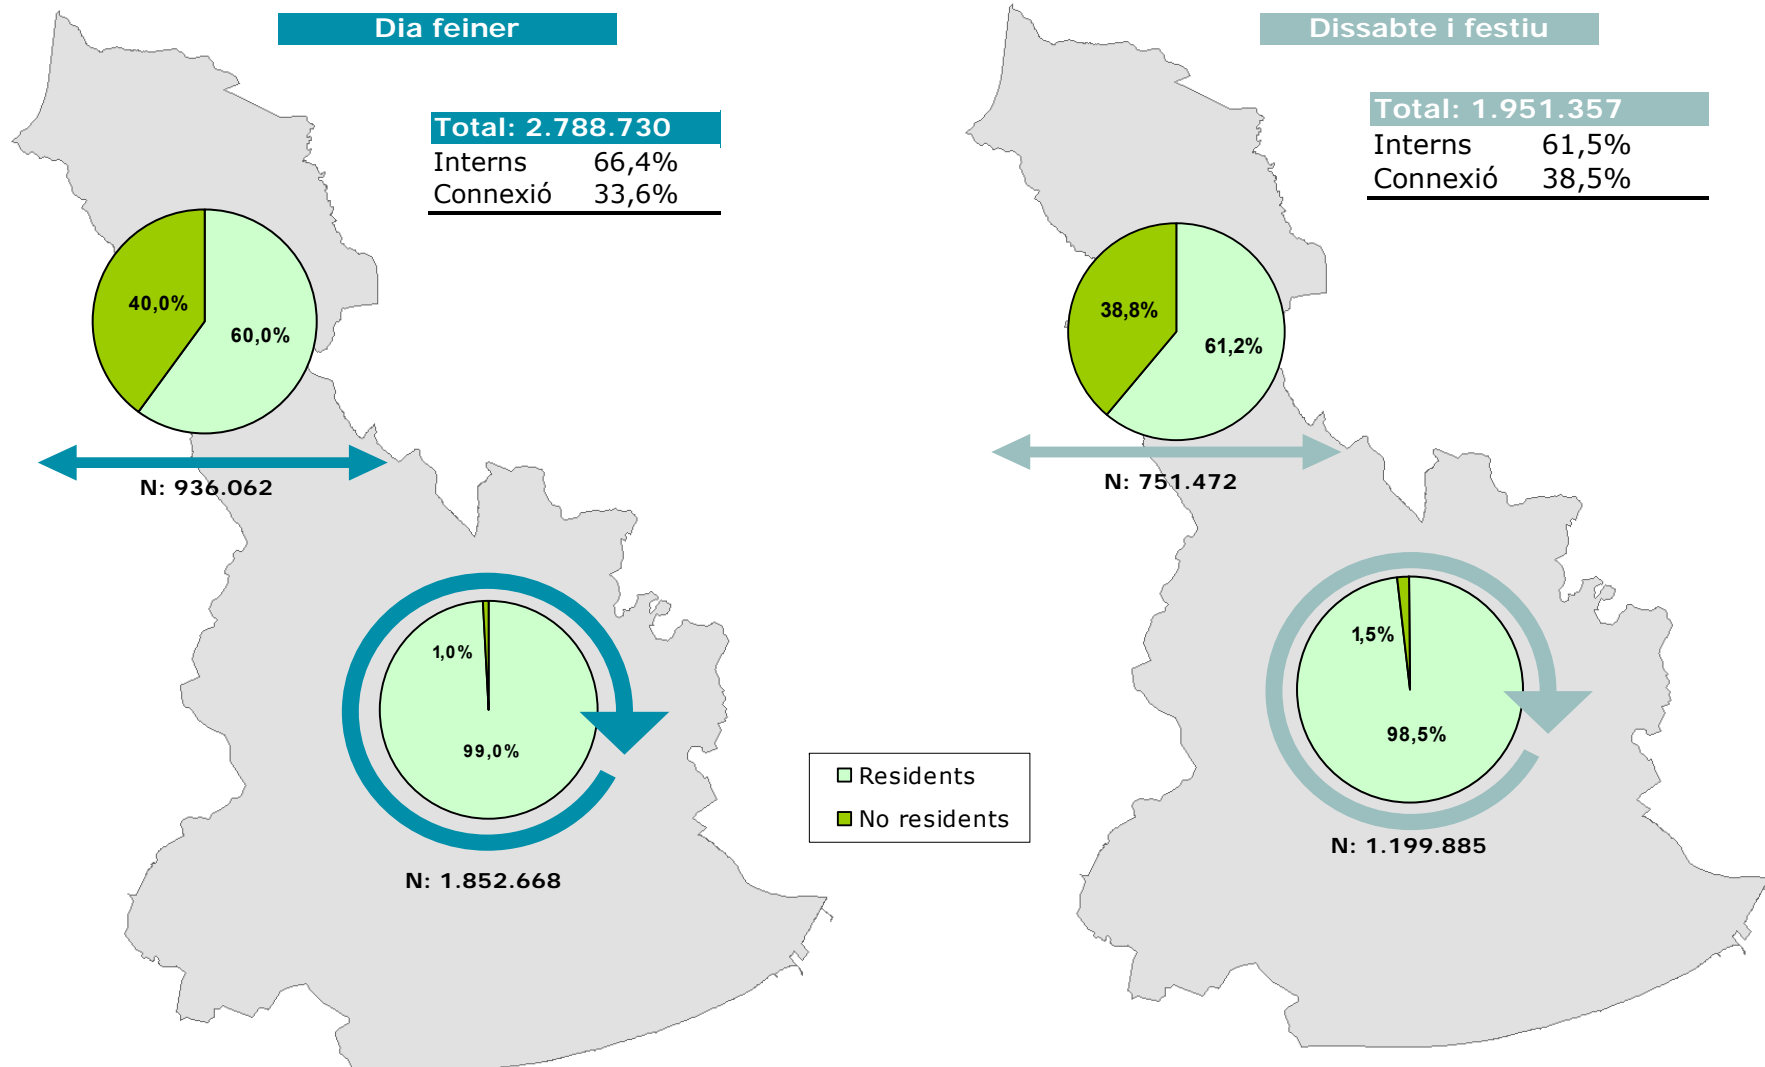 Dia feiner
Total: 2.788.730
Interns 66,4%
Connexió 33,6%
40,0%
60,0%
N: 936.062
1,0%
99,0%
N: 1.852.668
Residents
No residents
Dissabte i festiu
Total: 1.951.357
Interns 61,5%
Connexió 38,5%
38,8%
61,2%
N: 751.472
1,5%
98,5%
N: 1.199.885